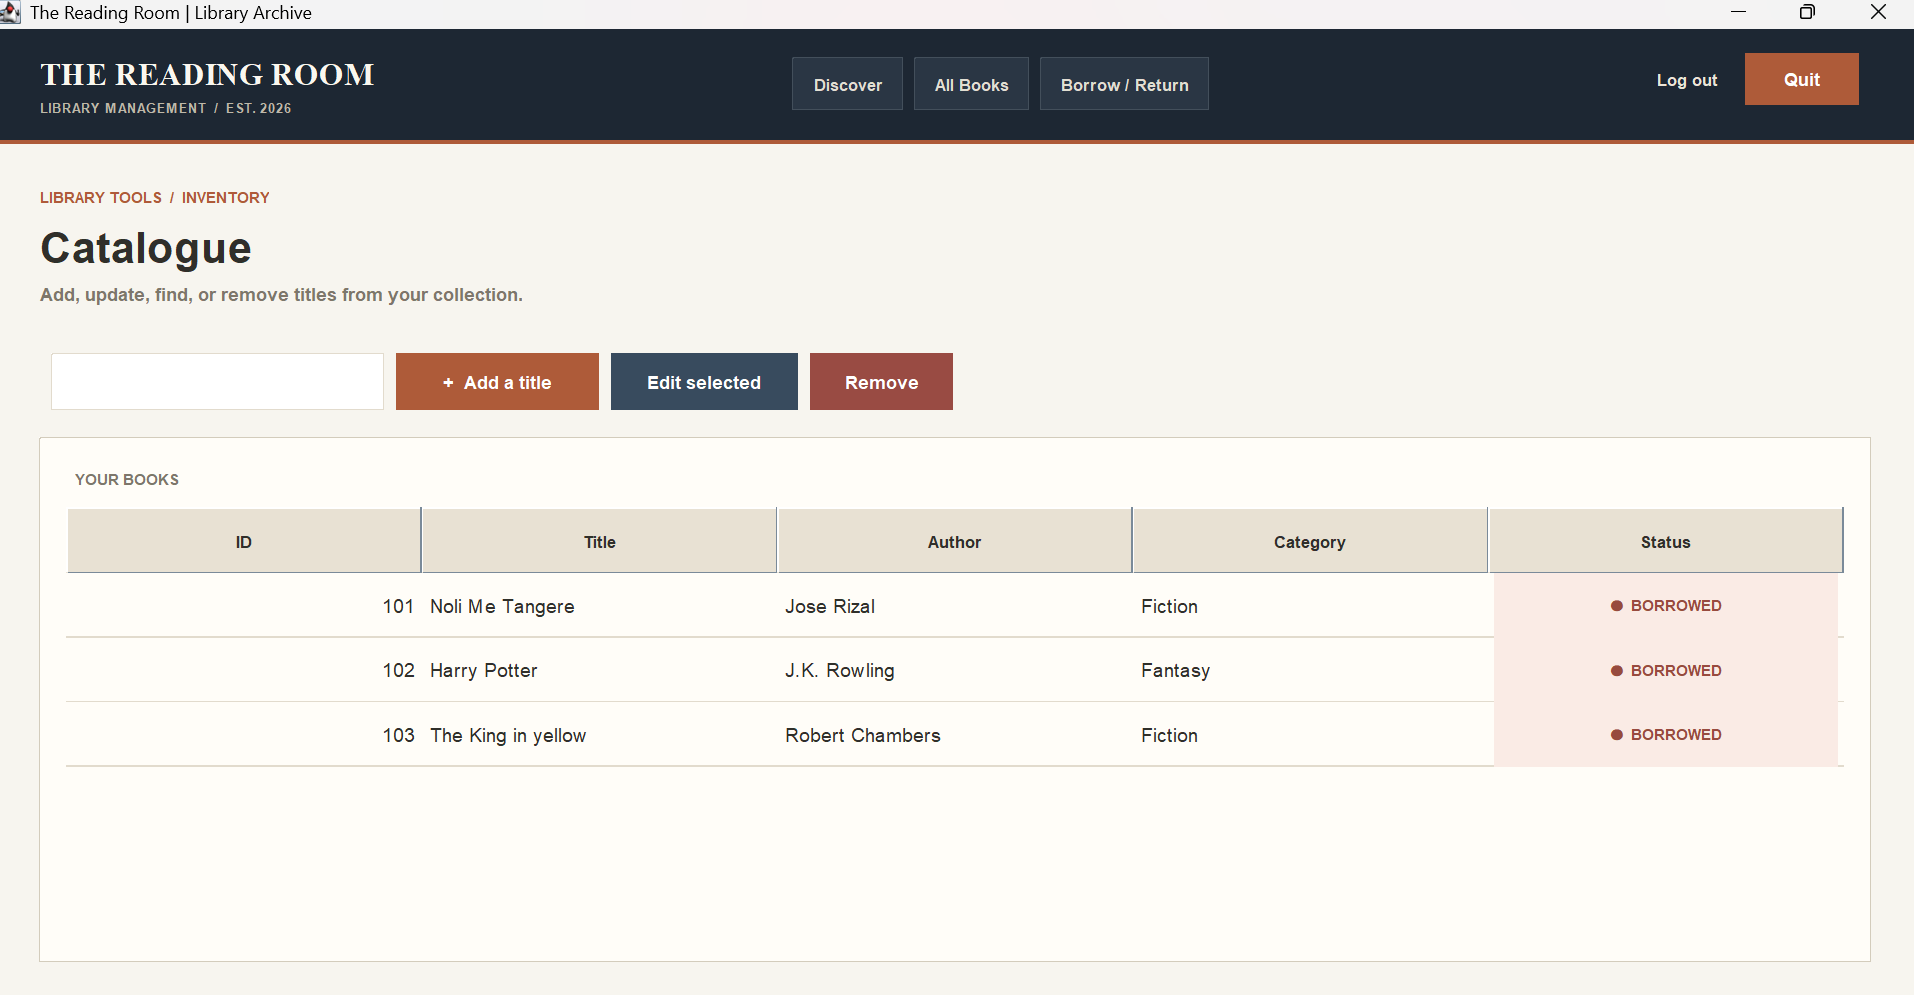 The Reading Room | Library Archive
THE READING ROOM
LIBRARY MANAGEMENT / EST. 2026
Discover
All Books
Borrow / Return
Log out
Quit
LIBRARY TOOLS / INVENTORY
Catalogue
Add, update, find, or remove titles from your collection.
+ Add a title
Edit selected
Remove
YOUR BOOKS
ID Title Author Category Status
101 Noli Me Tangere Jose Rizal Fiction ● BORROWED
102 Harry Potter J.K. Rowling Fantasy ● BORROWED
103 The King in yellow Robert Chambers Fiction ● BORROWED